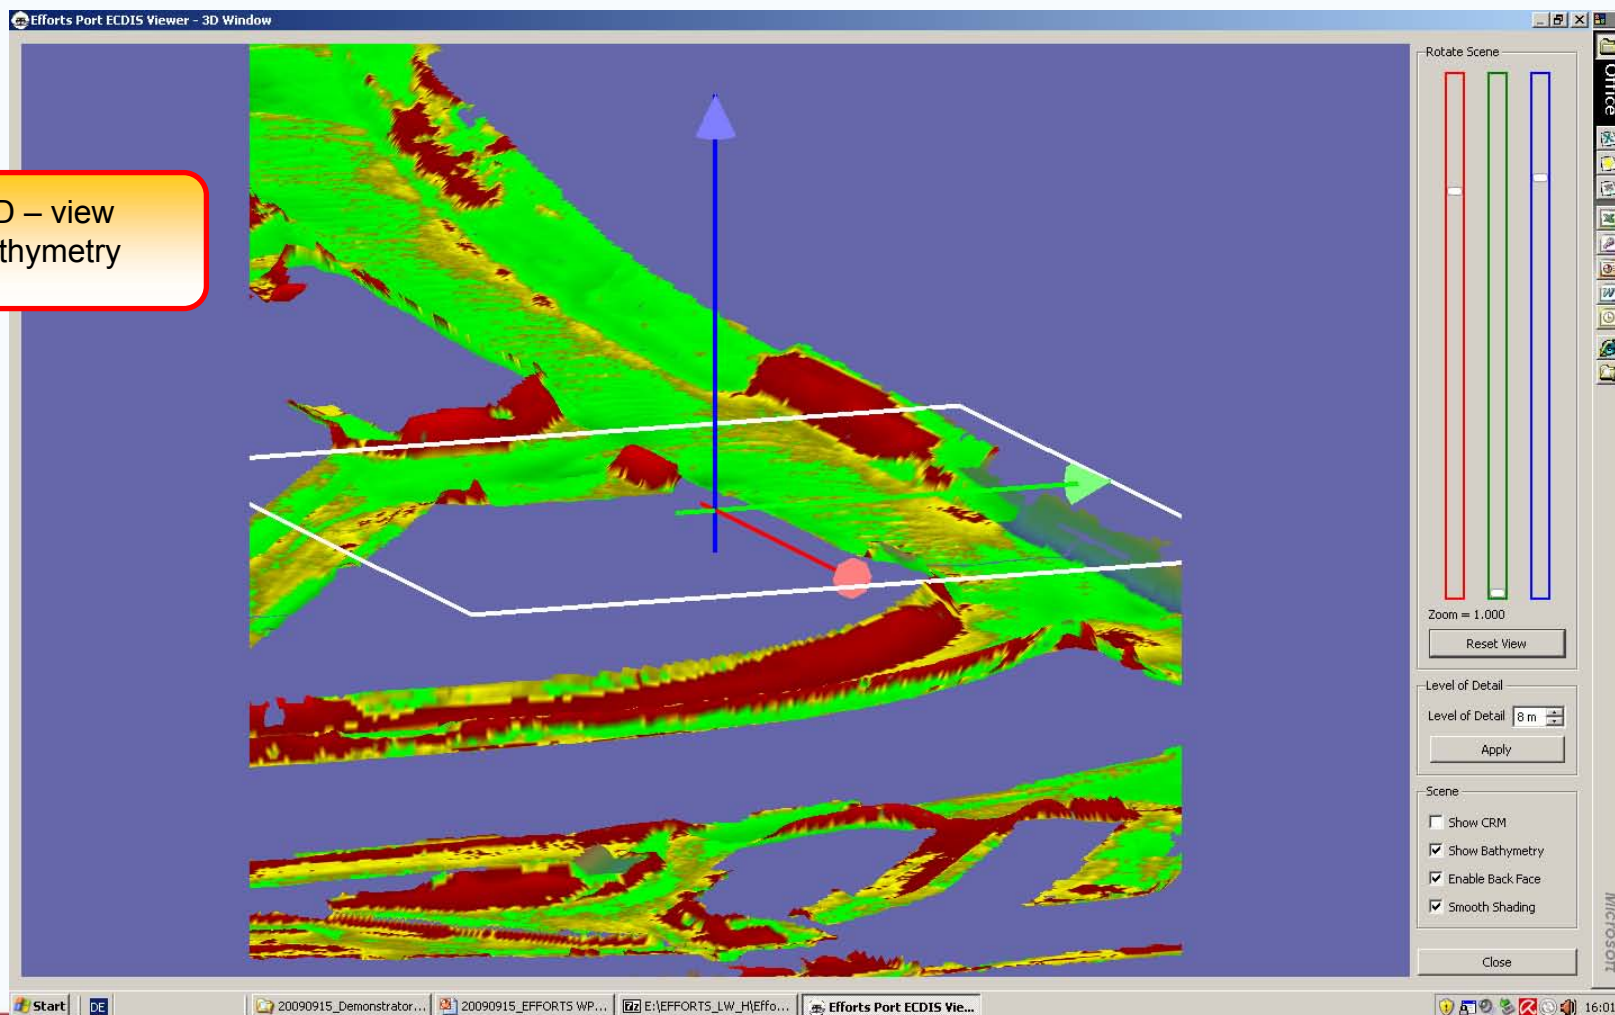 Efforts Port ECDIS Viewer - 3D Window
D – view
thymetry
Rotate Scene
Zoom = 1.000
Reset View
Level of Detail
Level of Detail 8 m
Apply
Scene
Show CRM
Show Bathymetry
Enable Back Face
Smooth Shading
Close
Office
Microsoft
Start
DE
20090915_Demonstrator...
20090915_EFFORTS WP...
E:\EFFORTS_LW_H\Effo...
Efforts Port ECDIS Vie...
16:01